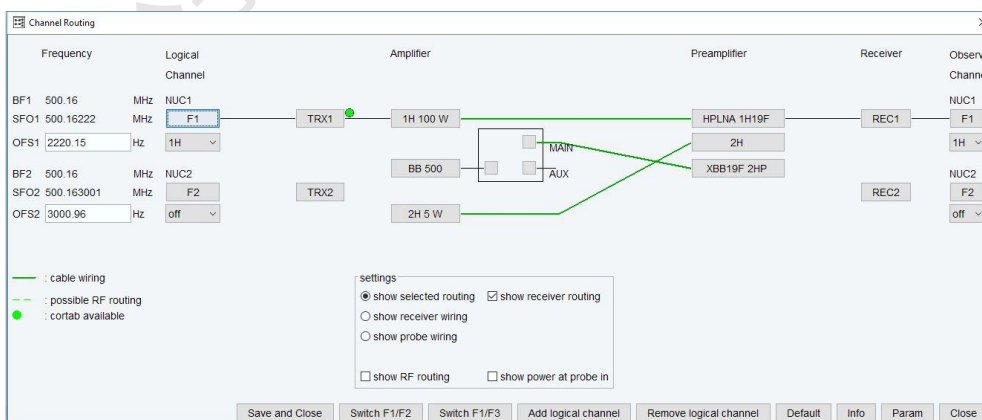 Channel Routing
Frequency Logical Channel Amplifier Preamplifier Receiver
BF1 500.16 MHz NUC1 NUC1
SFO1 500.16222 MHz F1 TRX1 1H 100 W HPLNA 1H19F REC1 F1
OFS1 2220.15 Hz 1H 2H 1H
MAIN
BF2 500.16 MHz NUC2 BB 500 AUX XBB19F 2HP NUC2
SFO2 500.163001 MHz F2 TRX2 REC2 F2
OFS2 3000.96 Hz off 2H 5 W off
: cable wiring
: possible RF routing
: cortab available
settings
show selected routing show receiver routing
show receiver wiring
show probe wiring
show RF routing show power at probe in
Save and Close Switch F1/F2 Switch F1/F3 Add logical channel Remove logical channel Default Info Param Close